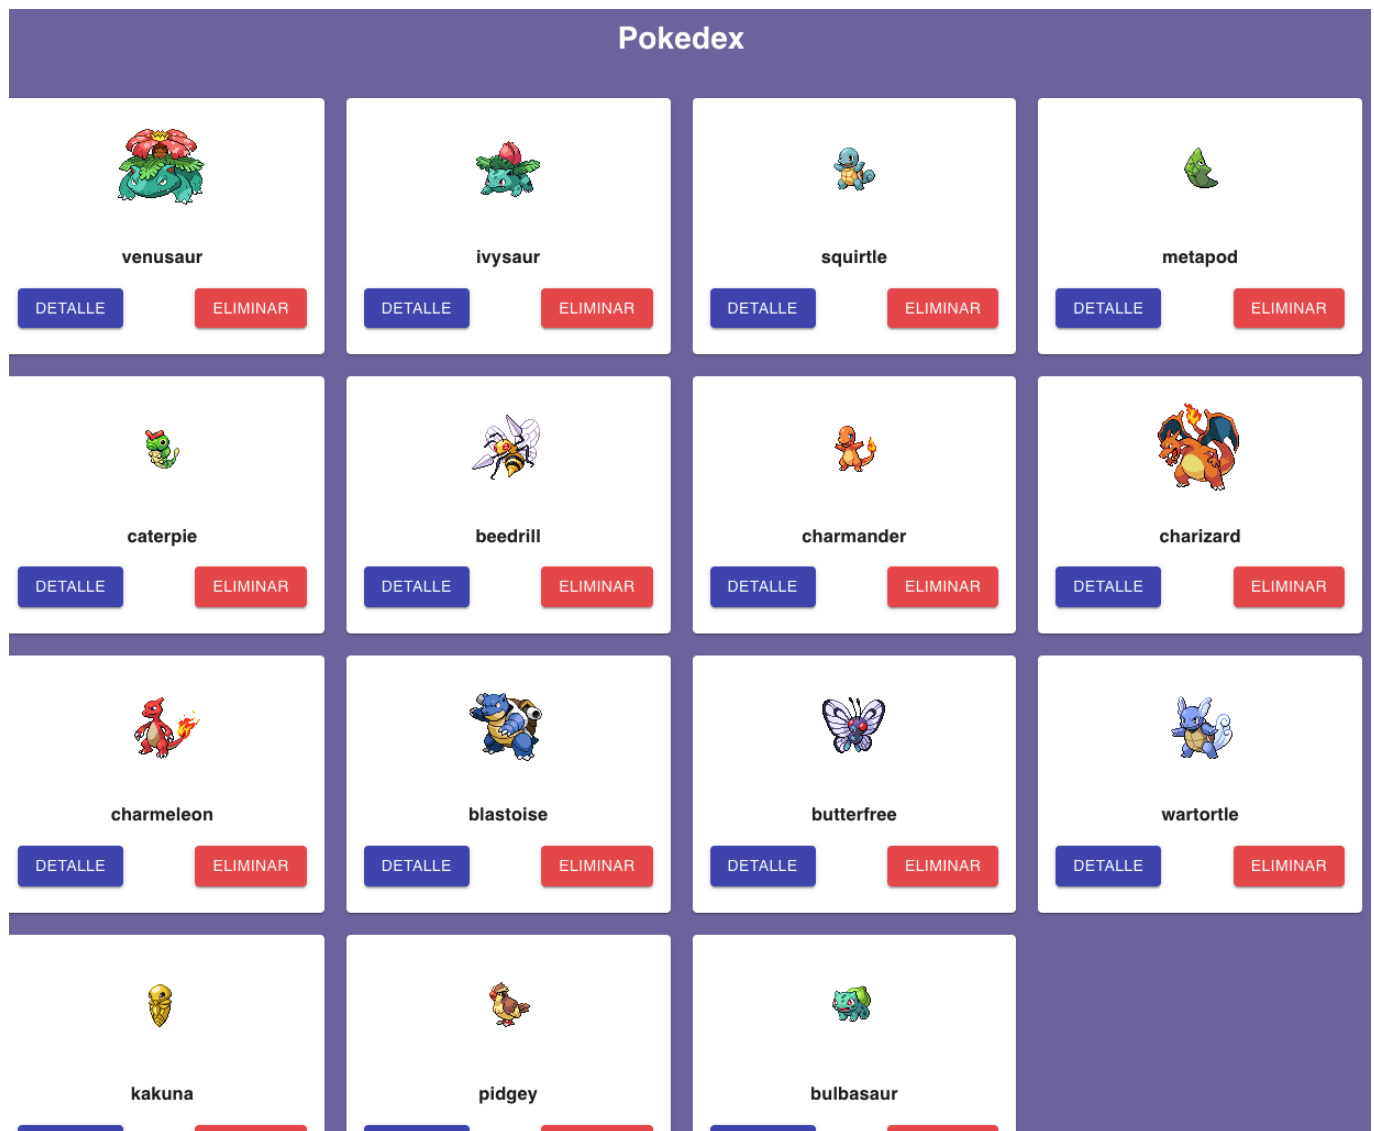 Pokedex
venusaur ivysaur squirtle metapod
DETALLE ELIMINAR DETALLE ELIMINAR DETALLE ELIMINAR DETALLE ELIMINAR
caterpie beedrill charmander charizard
DETALLE ELIMINAR DETALLE ELIMINAR DETALLE ELIMINAR DETALLE ELIMINAR
charmeleon blastoise butterfree wartortle
DETALLE ELIMINAR DETALLE ELIMINAR DETALLE ELIMINAR DETALLE ELIMINAR
kakuna pidgey bulbasaur